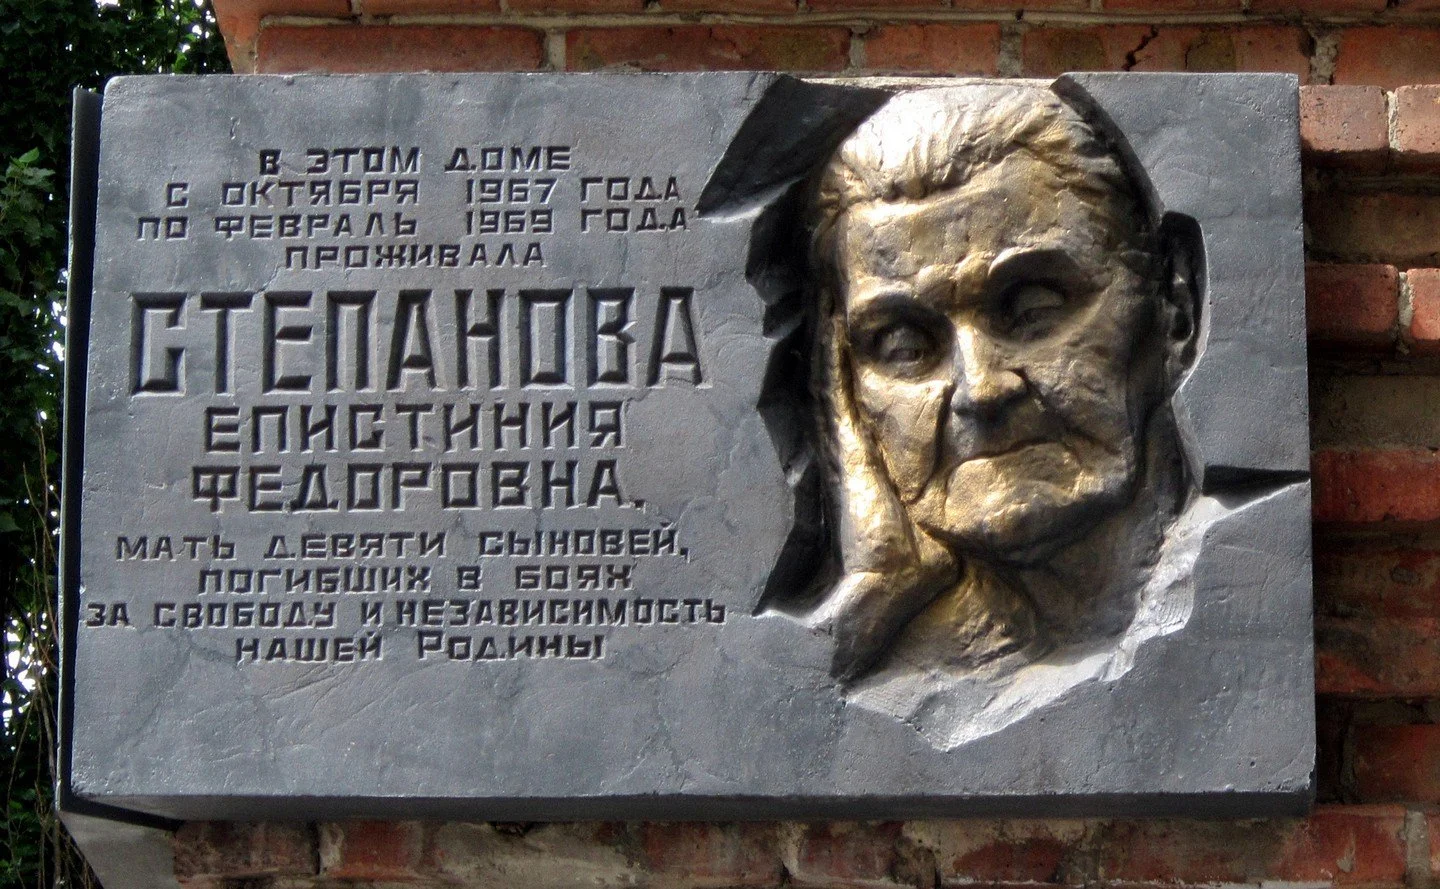 В ЭТОМ ДОМЕ
С ОКТЯБРЯ 1967 ГОДА
ПО ФЕВРАЛЬ 1969 ГОДА
ПРОЖИВАЛА
СТЕПАНОВА
ЕПИСТИНИЯ
ФЕДОРОВНА,
МАТЬ ДЕВЯТИ СЫНОВЕЙ,
ПОГИБШИХ В БОЯХ
ЗА СВОБОДУ И НЕЗАВИСИМОСТЬ
НАШЕЙ РОДИНЫ